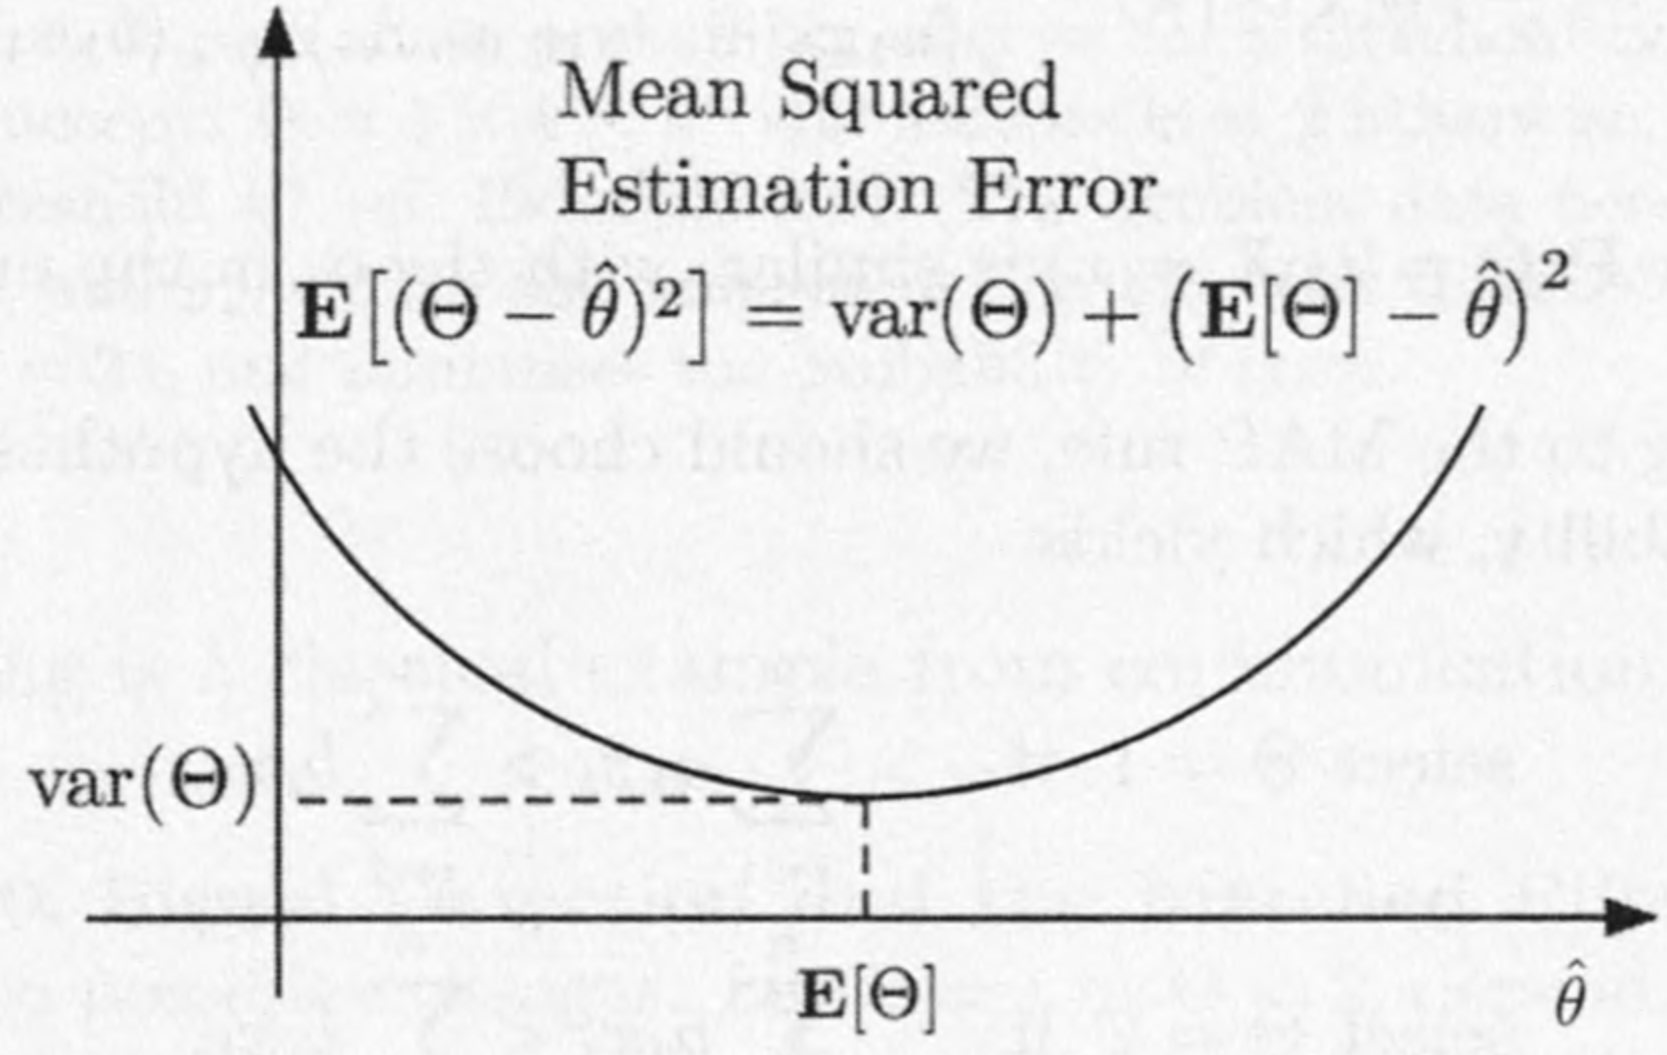 Mean Squared
Estimation Error
E[(Θ − θ̂)²] = var(Θ) + (E[Θ] − θ̂)²
var(Θ)
E[Θ]
θ̂